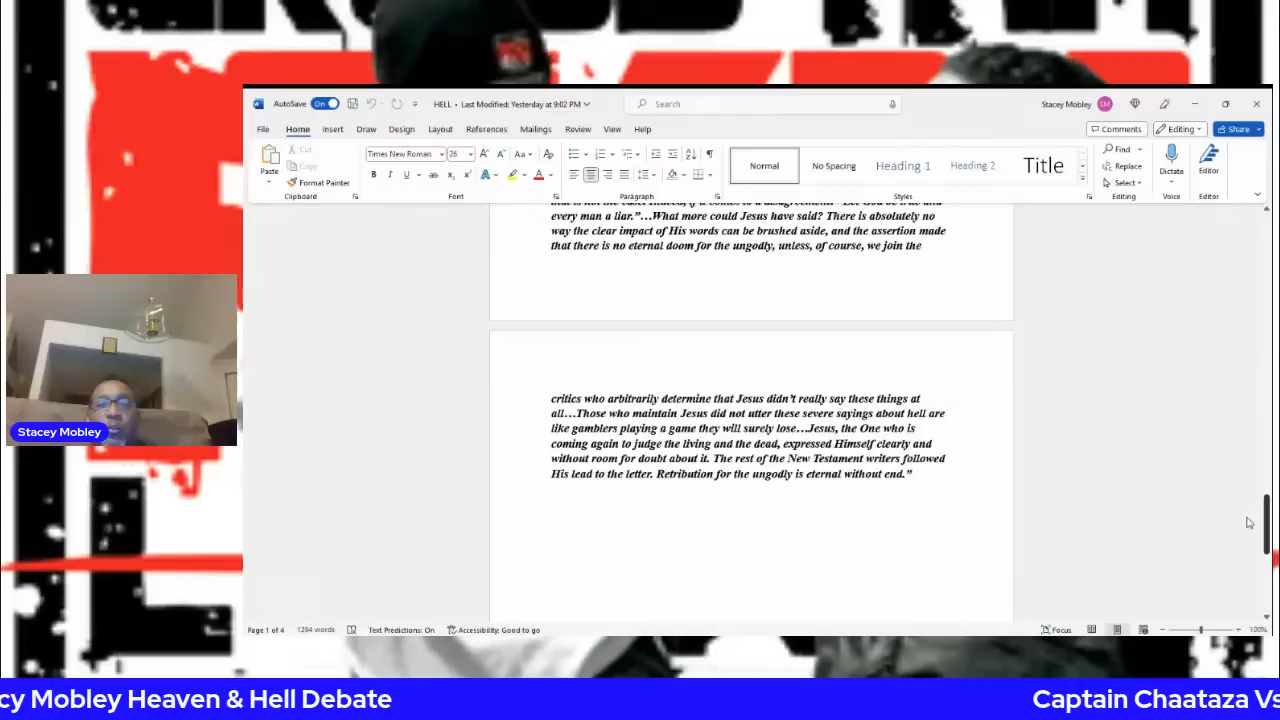 AutoSave On HELL • Last Modified: Yesterday at 9:02 PM Search Stacey Mobley SM
File Home Insert Draw Design Layout References Mailings Review View Help Comments Editing Share
Paste Cut Copy Format Painter Clipboard
Times New Roman 26 Font
Paragraph
Normal No Spacing Heading 1 Heading 2 Title Styles
Find Replace Select Editing
Dictate Voice
Editor Editor
every man a liar.”…What more could Jesus have said? There is absolutely no
way the clear impact of His words can be brushed aside, and the assertion made
that there is no eternal doom for the ungodly, unless, of course, we join the
critics who arbitrarily determine that Jesus didn’t really say these things at
all…Those who maintain Jesus did not utter these severe sayings about hell are
like gamblers playing a game they will surely lose…Jesus, the One who is
coming again to judge the living and the dead, expressed Himself clearly and
without room for doubt about it. The rest of the New Testament writers followed
His lead to the letter. Retribution for the ungodly is eternal without end.”
Stacey Mobley
Page 1 of 4 1294 words Text Predictions: On Accessibility: Good to go Focus 100%
cy Mobley Heaven & Hell Debate Captain Chaataza Vs